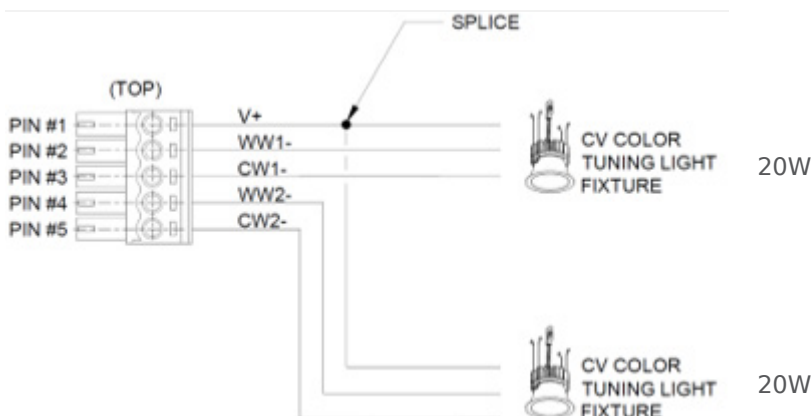 SPLICE
(TOP)
PIN #1
V+
PIN #2
WW1-
PIN #3
CW1-
PIN #4
WW2-
PIN #5
CW2-
CV COLOR
TUNING LIGHT
FIXTURE
20W
CV COLOR
TUNING LIGHT
FIXTURE
20W